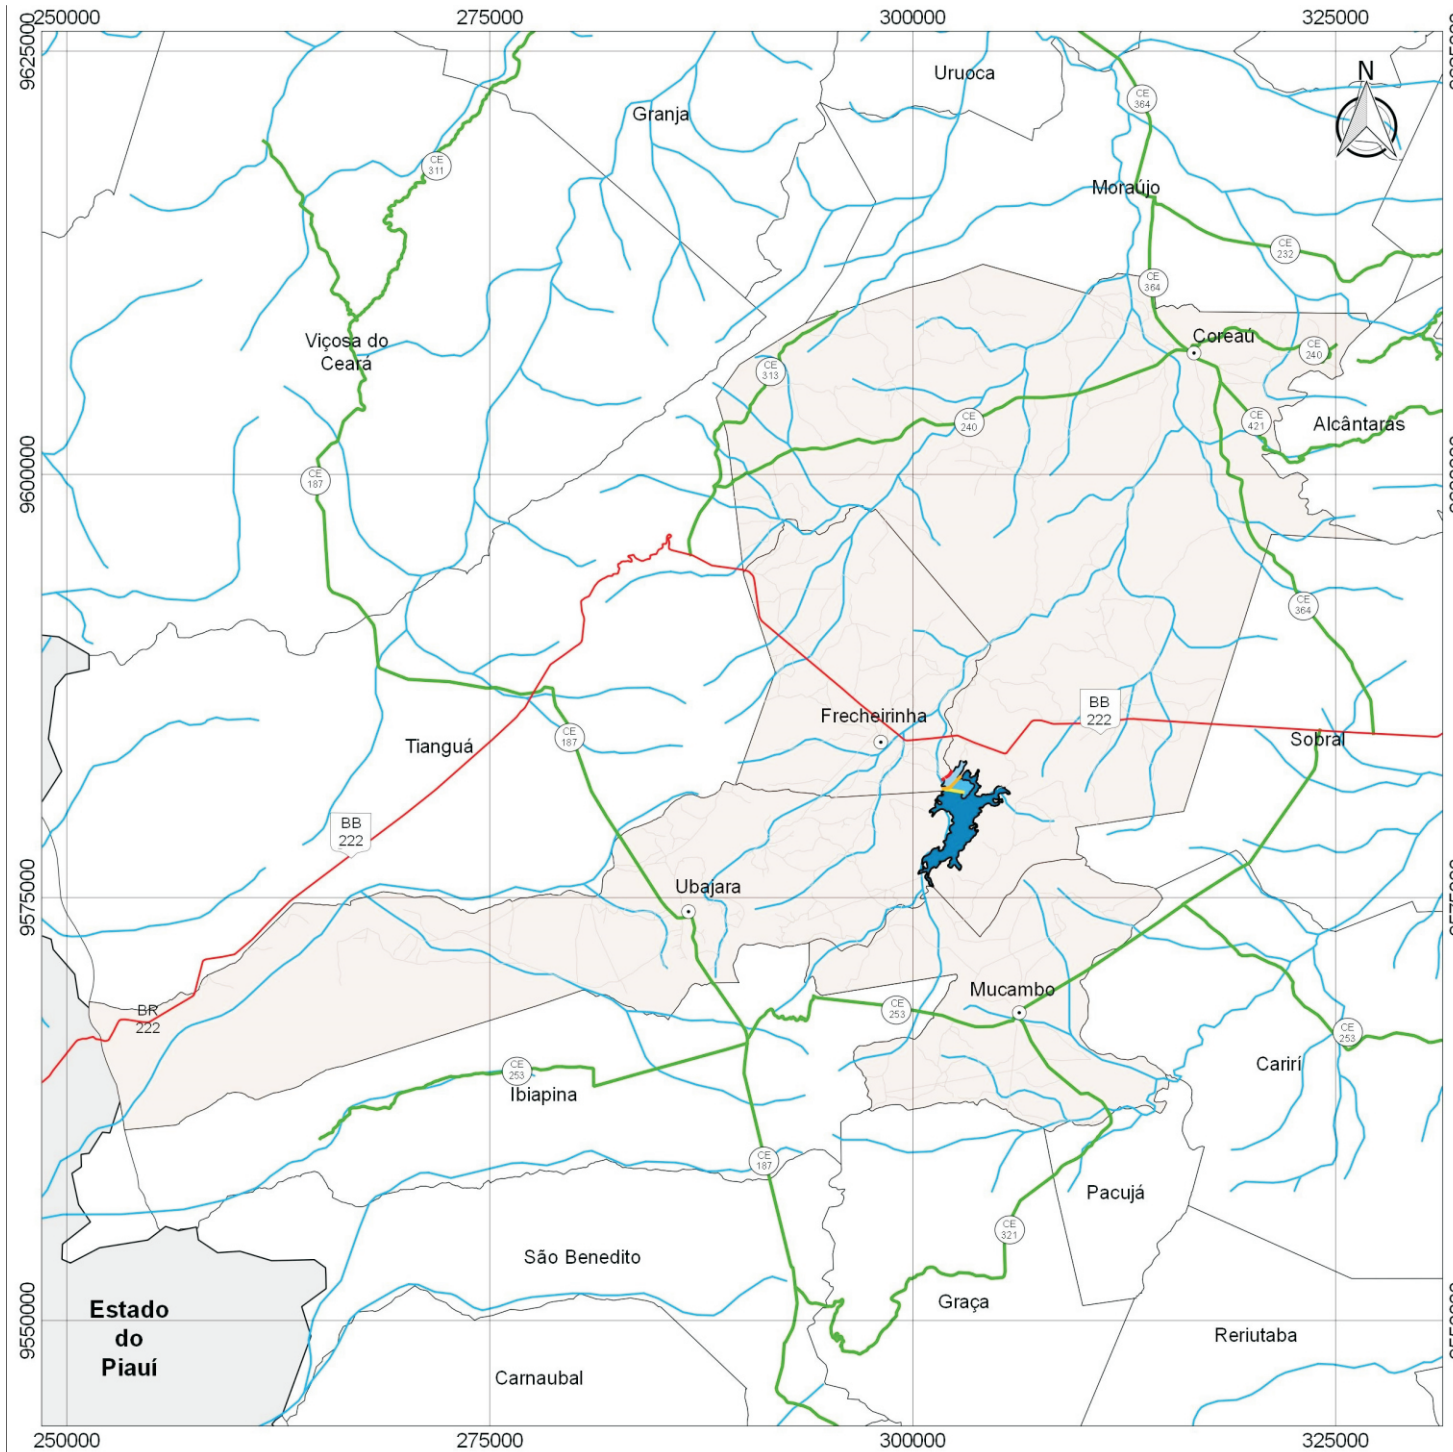 250000
275000
300000
325000
9625000
Uruoca
N
CE
364
Granja
CE
311
Moraújo
CE
232
CE
364
Viçosa do
Ceará
Coreaú
CE
240
CE
313
CE
240
CE
421
Alcântaras
9600000
CE
187
CE
364
Frecheirinha
BB
222
Sobral
CE
187
Tianguá
BB
222
Ubajara
9575000
Mucambo
CE
253
BR
222
CE
253
Carirí
CE
253
Ibiapina
CE
187
Pacujá
CE
321
São Benedito
Graça
Estado
do
Piauí
9550000
Reriutaba
Carnaubal
250000
275000
300000
325000